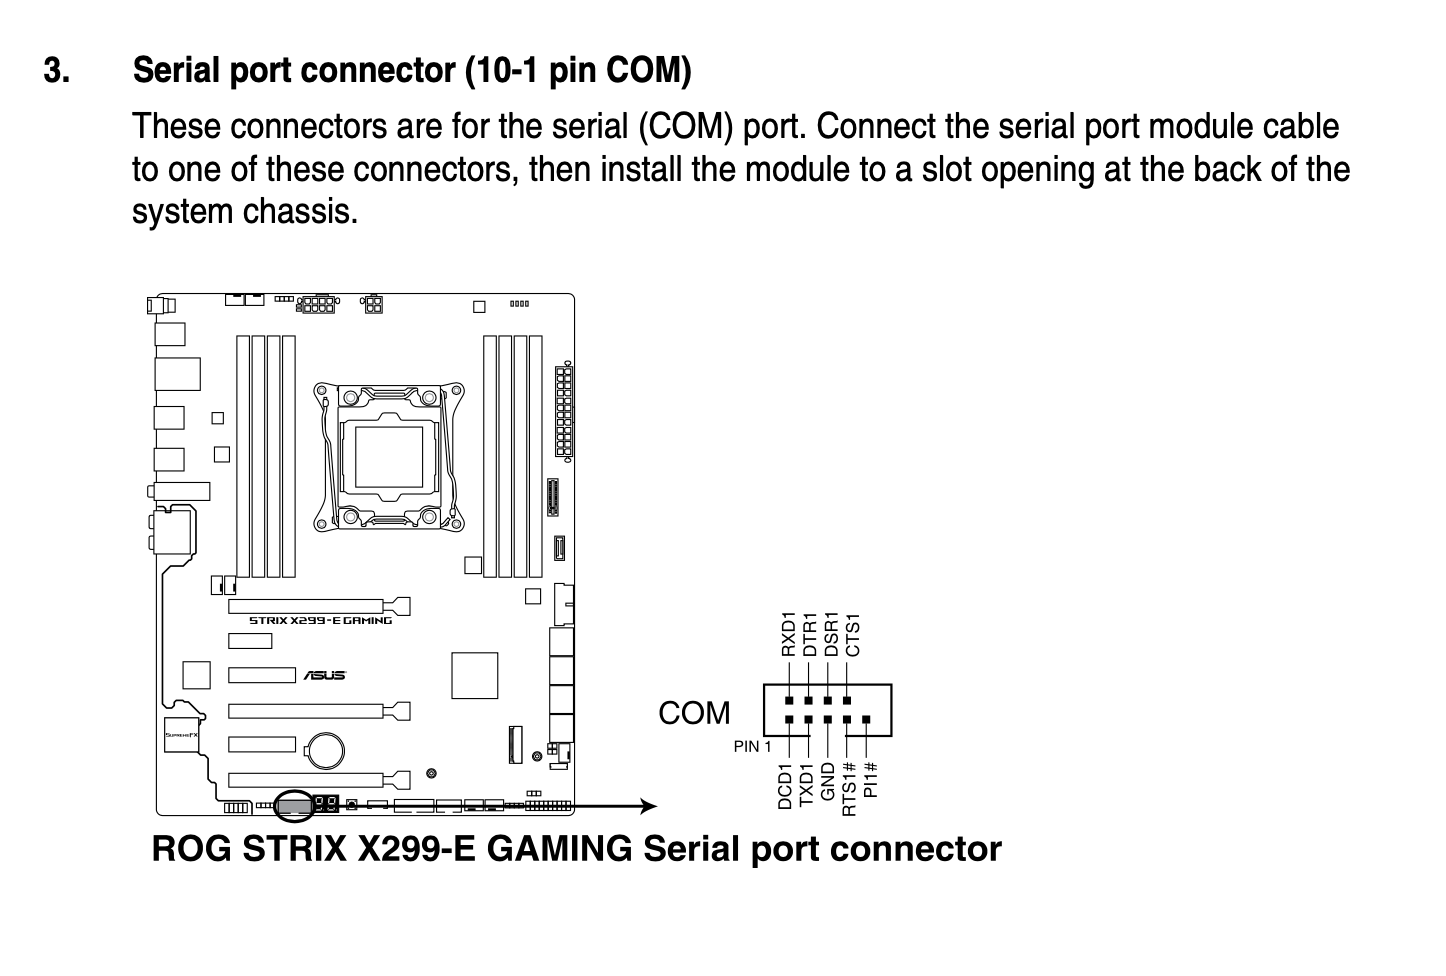 3. Serial port connector (10-1 pin COM)
These connectors are for the serial (COM) port. Connect the serial port module cable
to one of these connectors, then install the module to a slot opening at the back of the
system chassis.
STRIX X299-E GAMING
ASUS
SUPREMEFX
RXD1
DTR1
DSR1
CTS1
COM
PIN 1
DCD1
TXD1
GND
RTS1#
PI1#
ROG STRIX X299-E GAMING Serial port connector